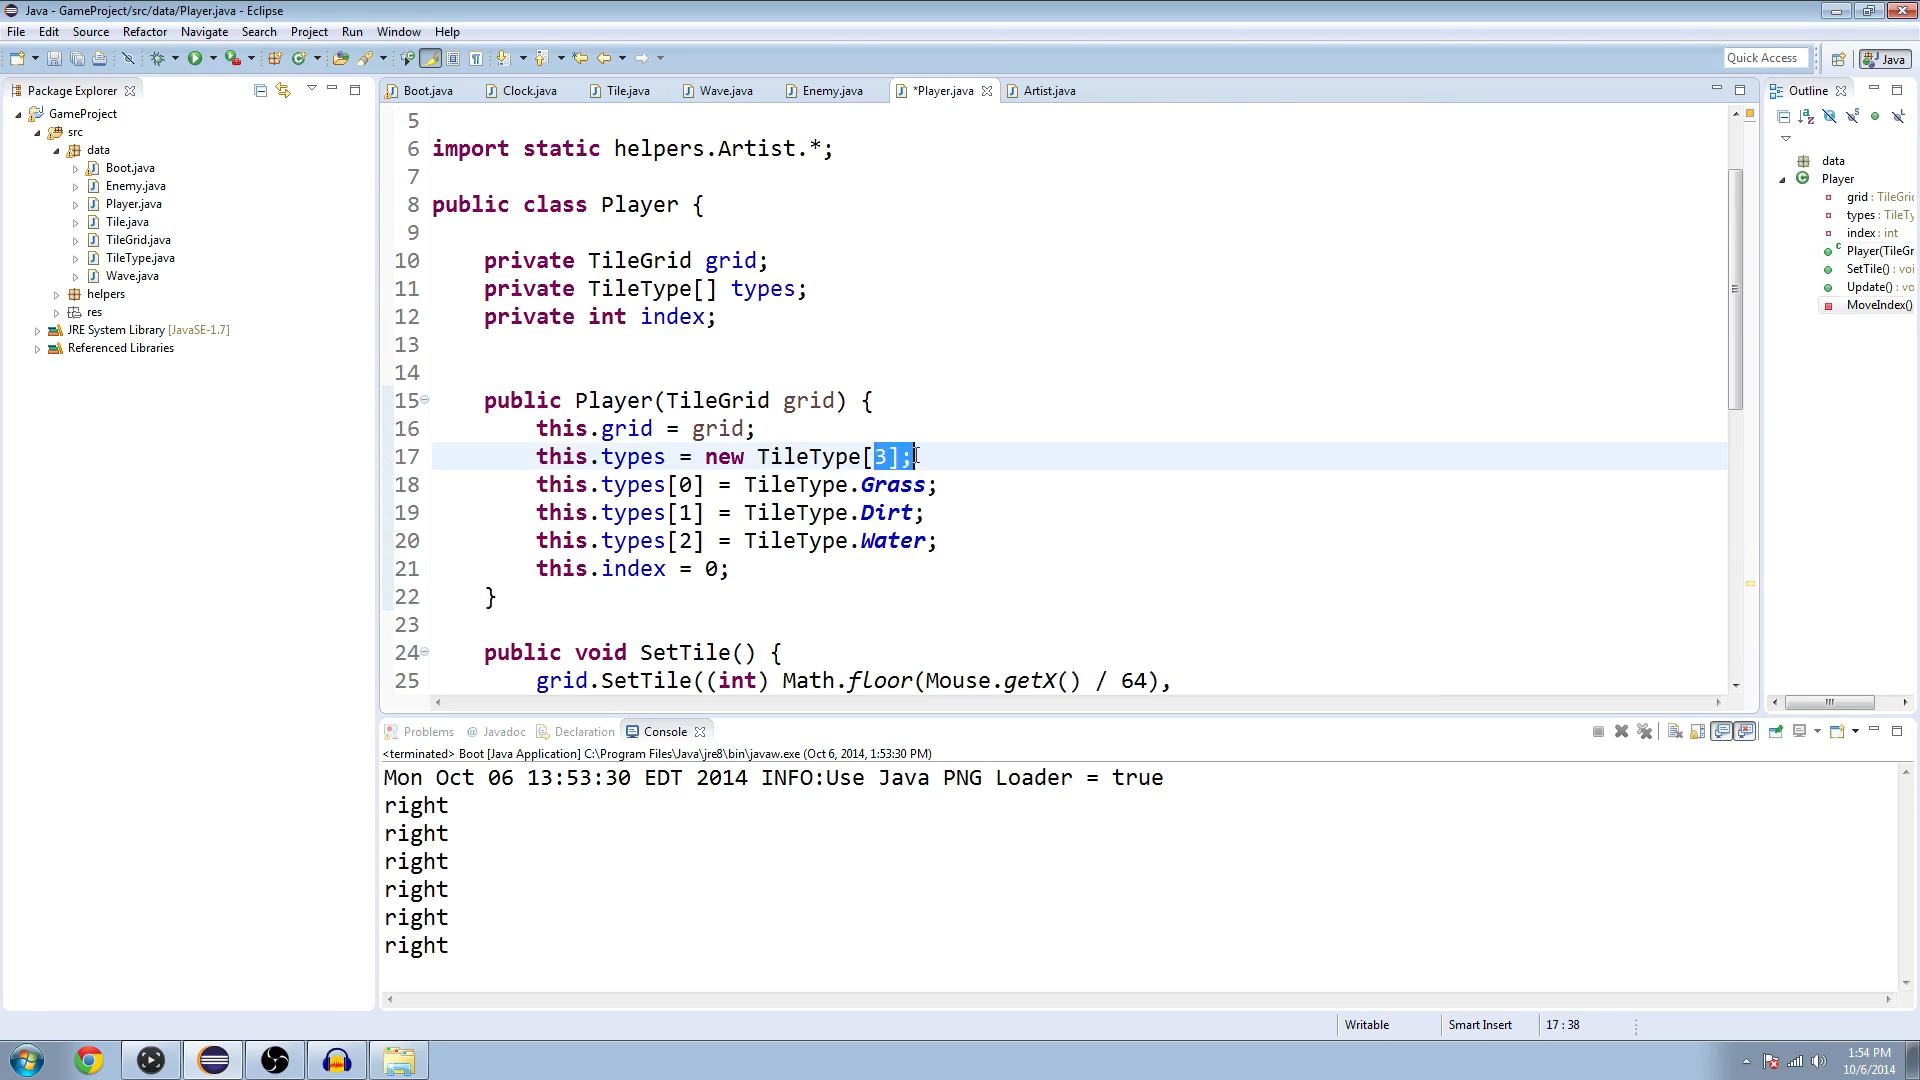 Java - GameProject/src/data/Player.java - Eclipse
File Edit Source Refactor Navigate Search Project Run Window Help
Quick Access Java
Package Explorer
GameProject
src
data
Boot.java
Enemy.java
Player.java
Tile.java
TileGrid.java
TileType.java
Wave.java
helpers
res
JRE System Library [JavaSE-1.7]
Referenced Libraries
Boot.java Clock.java Tile.java Wave.java Enemy.java *Player.java Artist.java
5
6 import static helpers.Artist.*;
7
8 public class Player {
9
10 private TileGrid grid;
11 private TileType[] types;
12 private int index;
13
14
15 public Player(TileGrid grid) {
16 this.grid = grid;
17 this.types = new TileType[3];
18 this.types[0] = TileType.Grass;
19 this.types[1] = TileType.Dirt;
20 this.types[2] = TileType.Water;
21 this.index = 0;
22 }
23
24 public void SetTile() {
25 grid.SetTile((int) Math.floor(Mouse.getX() / 64),
Outline
data
Player
grid : TileGri
types : TileTy
index : int
Player(TileGr
SetTile() : voi
Update() : vo
MoveIndex()
Problems @ Javadoc Declaration Console
<terminated> Boot [Java Application] C:\Program Files\Java\jre8\bin\javaw.exe (Oct 6, 2014, 1:53:30 PM)
Mon Oct 06 13:53:30 EDT 2014 INFO:Use Java PNG Loader = true
right
right
right
right
right
right
Writable Smart Insert 17 : 38
1:54 PM
10/6/2014